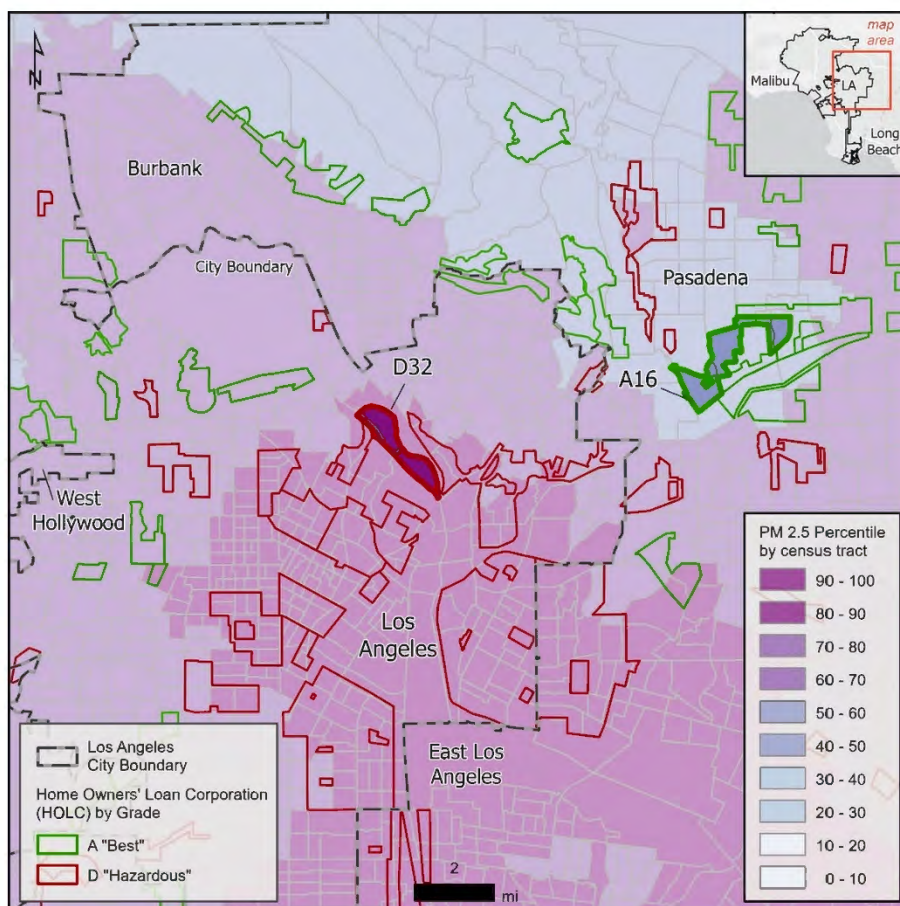 N
Burbank
City Boundary
D32
West
Hollywood
Los
Angeles
East Los
Angeles
Pasadena
A16
map
area
Malibu
LA
Long
Beach
PM 2.5 Percentile
by census tract
90 - 100
80 - 90
70 - 80
60 - 70
50 - 60
40 - 50
30 - 40
20 - 30
10 - 20
0 - 10
Los Angeles
City Boundary
Home Owners' Loan Corporation
(HOLC) by Grade
A "Best"
D "Hazardous"
2
mi